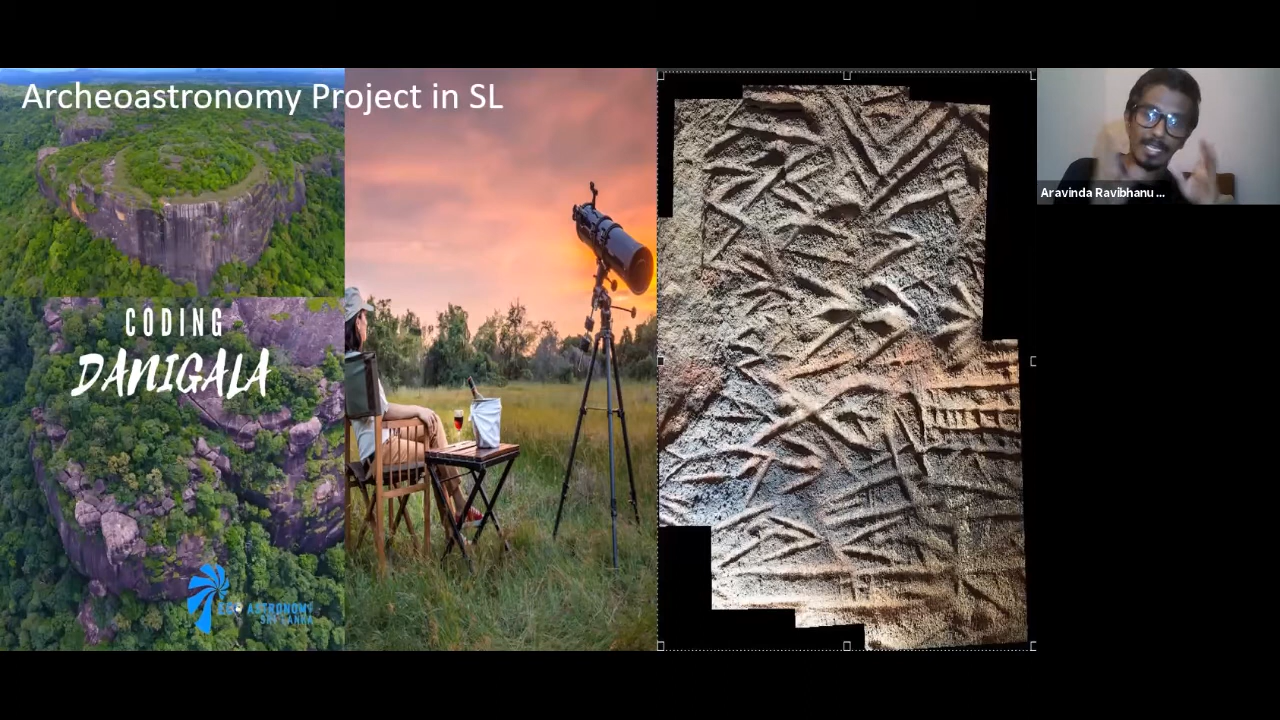 Archeoastronomy Project in SL
CODING
DANIGALA
ASTRONOMY
SRI LANKA
Aravinda Ravibhanu ...